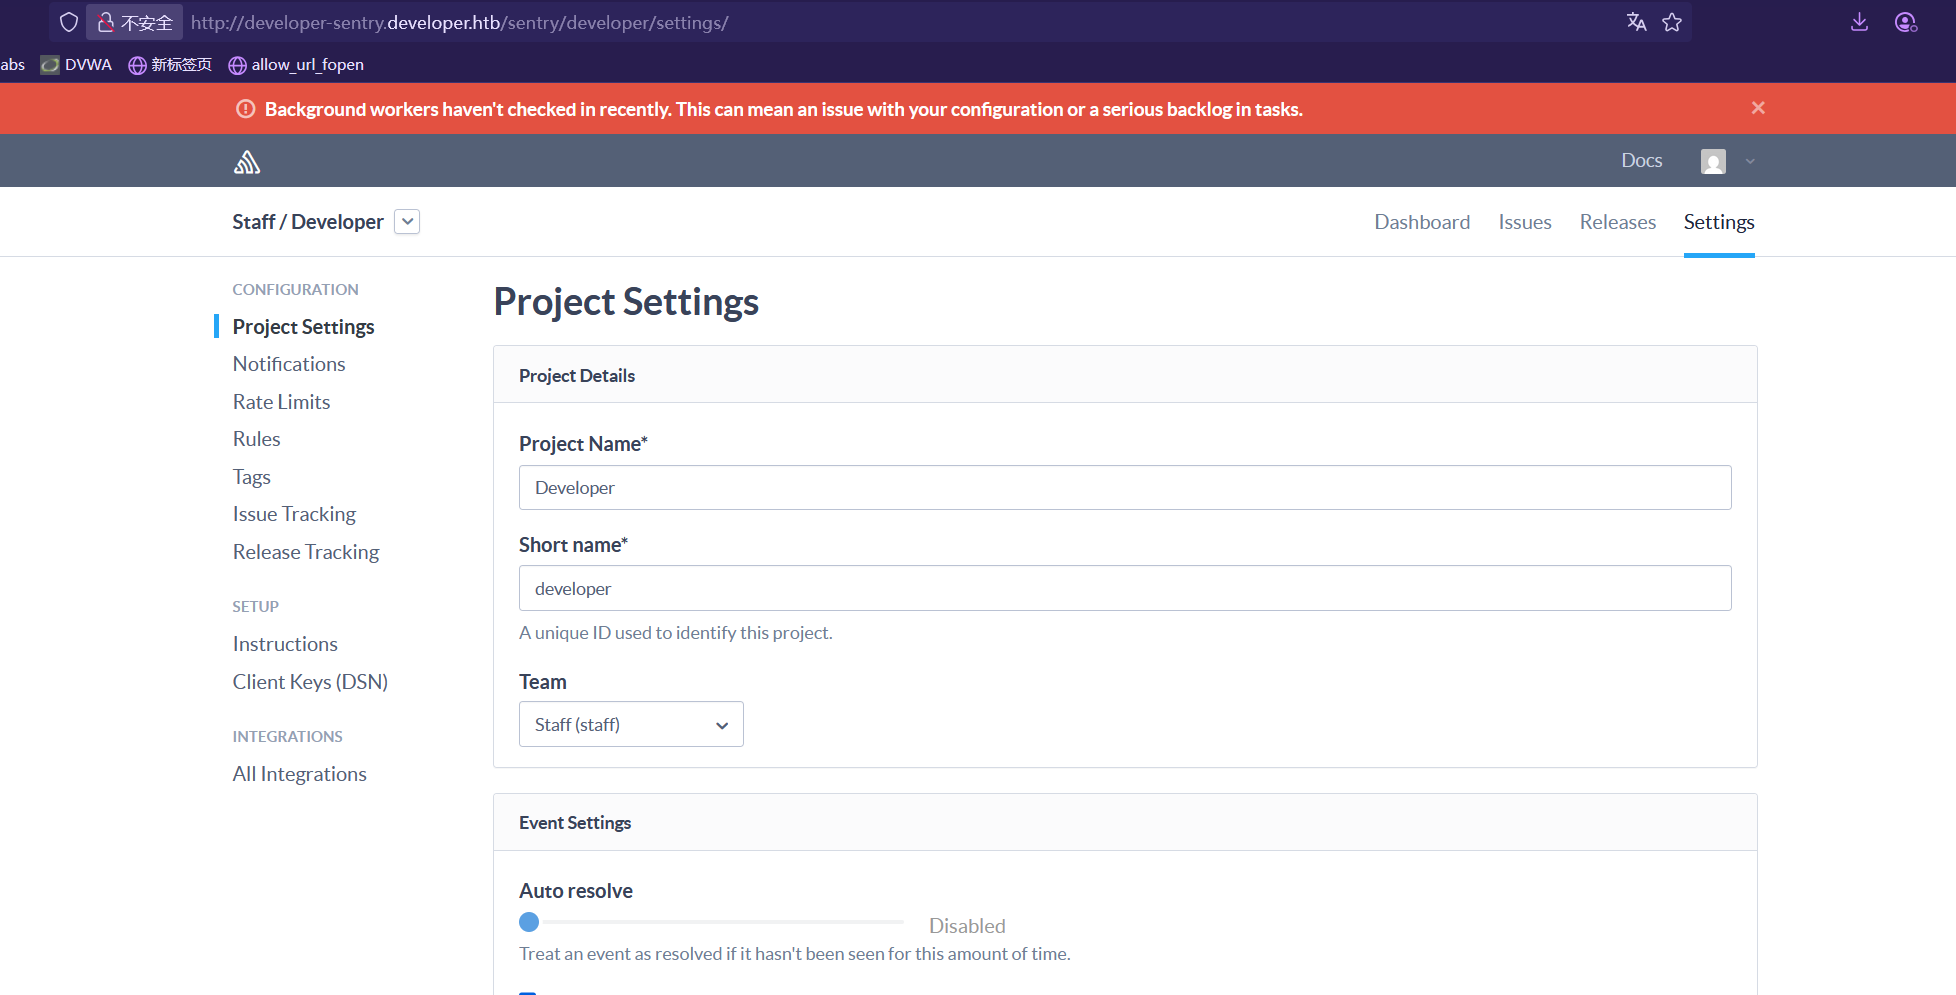 不安全 http://developer-sentry.developer.htb/sentry/developer/settings/
abs DVWA 新标签页 allow_url_fopen
Background workers haven't checked in recently. This can mean an issue with your configuration or a serious backlog in tasks.
Docs
Staff / Developer Dashboard Issues Releases Settings
CONFIGURATION
Project Settings
Notifications
Rate Limits
Rules
Tags
Issue Tracking
Release Tracking
SETUP
Instructions
Client Keys (DSN)
INTEGRATIONS
All Integrations
Project Settings
Project Details
Project Name*
Developer
Short name*
developer
A unique ID used to identify this project.
Team
Staff (staff)
Event Settings
Auto resolve
Disabled
Treat an event as resolved if it hasn't been seen for this amount of time.